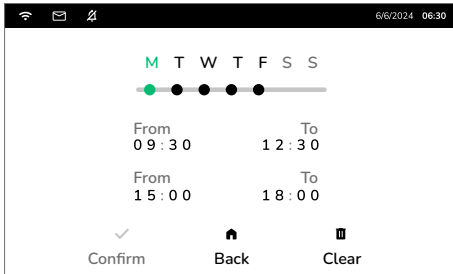 6/6/2024 06:30
M T W T F S S
From To
09:30 12:30
From To
15:00 18:00
Confirm Back Clear